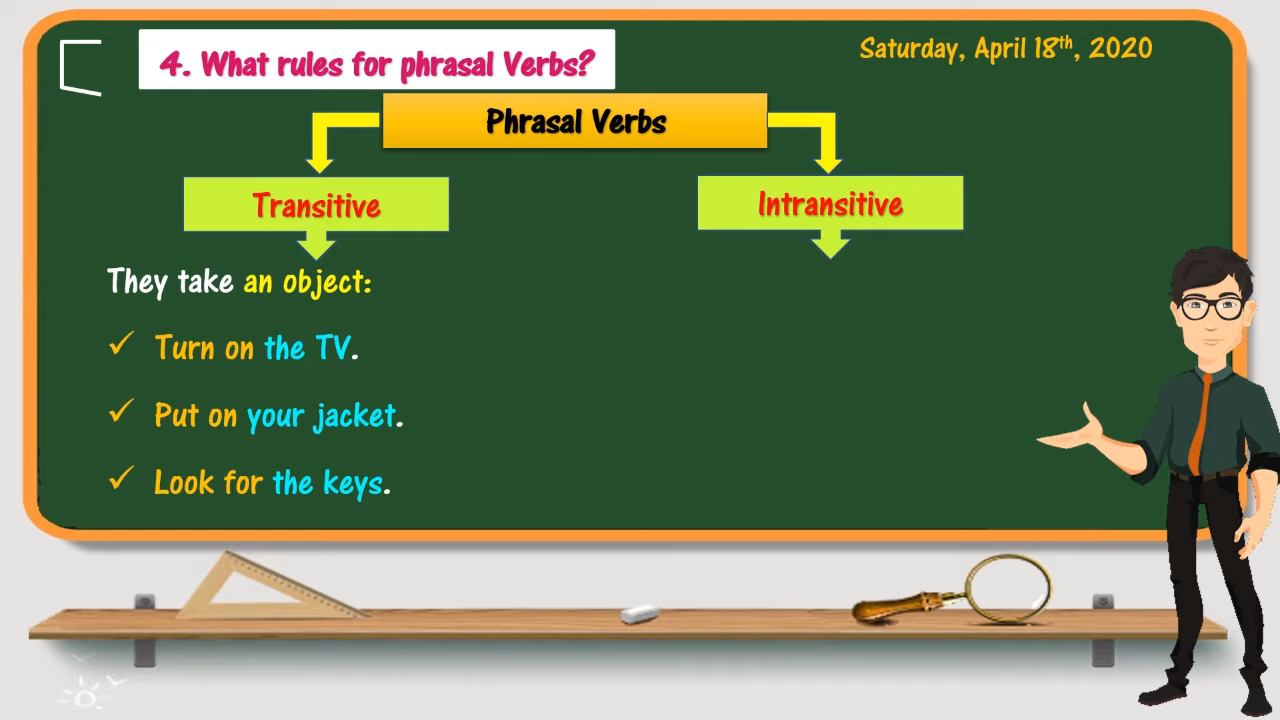 4. What rules for phrasal Verbs?
Saturday, April 18th, 2020
Phrasal Verbs
Transitive
Intransitive
They take an object:
✓ Turn on the TV.
✓ Put on your jacket.
✓ Look for the keys.